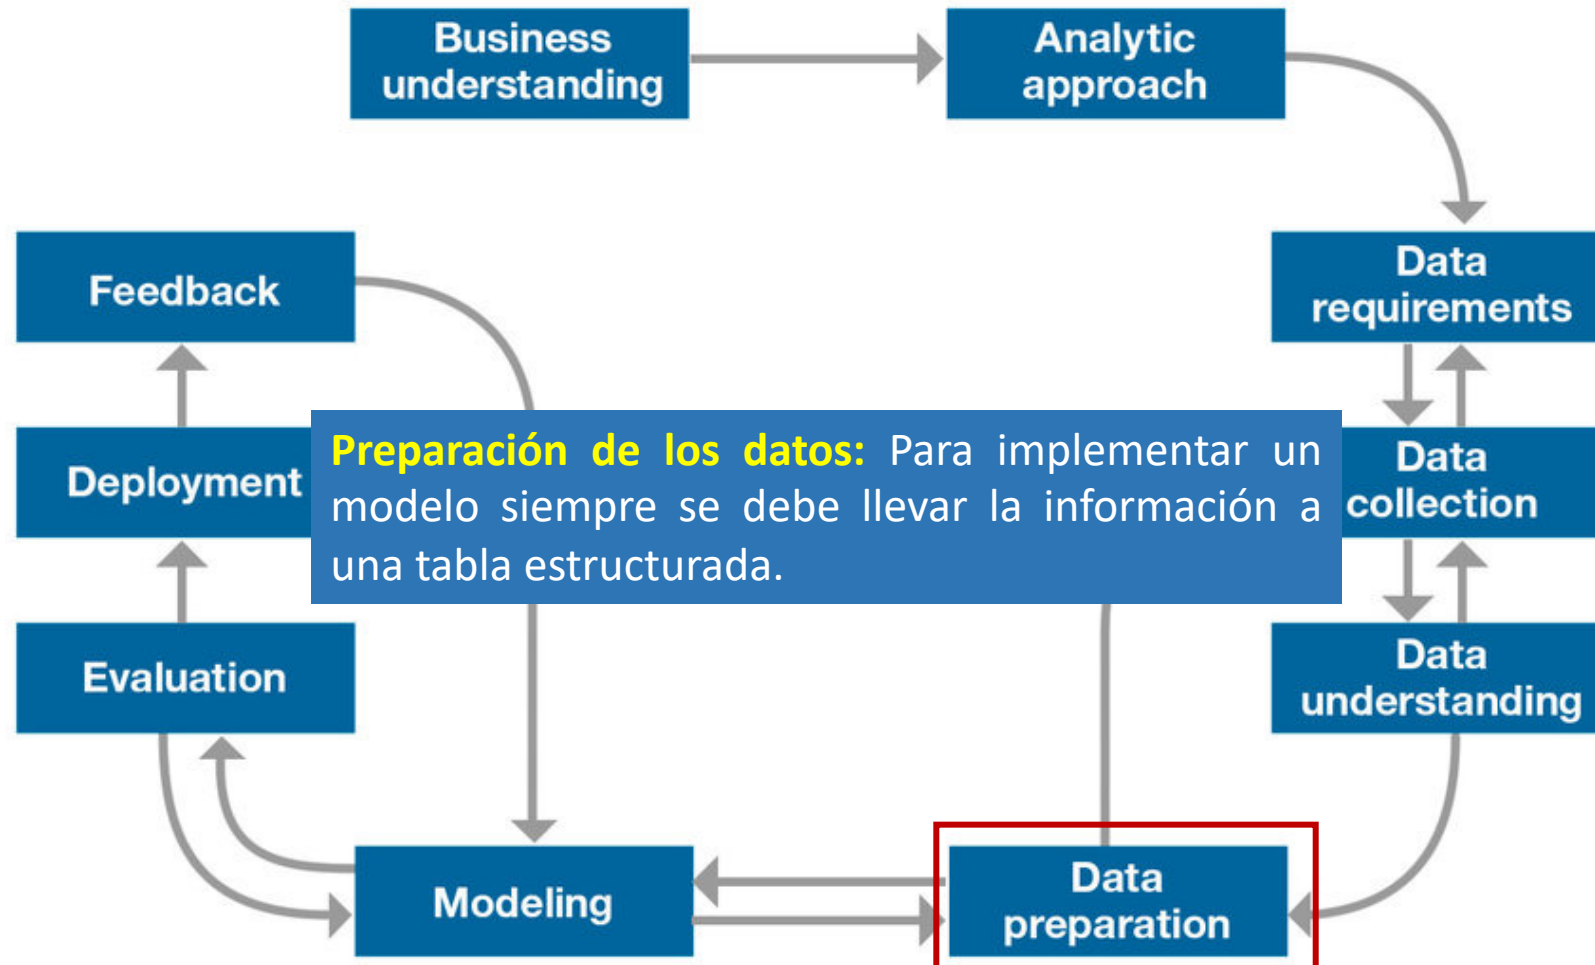 Business
understanding
Analytic
approach
Feedback
Data
requirements
Deployment
Preparación de los datos: Para implementar un
modelo siempre se debe llevar la información a
una tabla estructurada.
Data
collection
Evaluation
Data
understanding
Modeling
Data
preparation